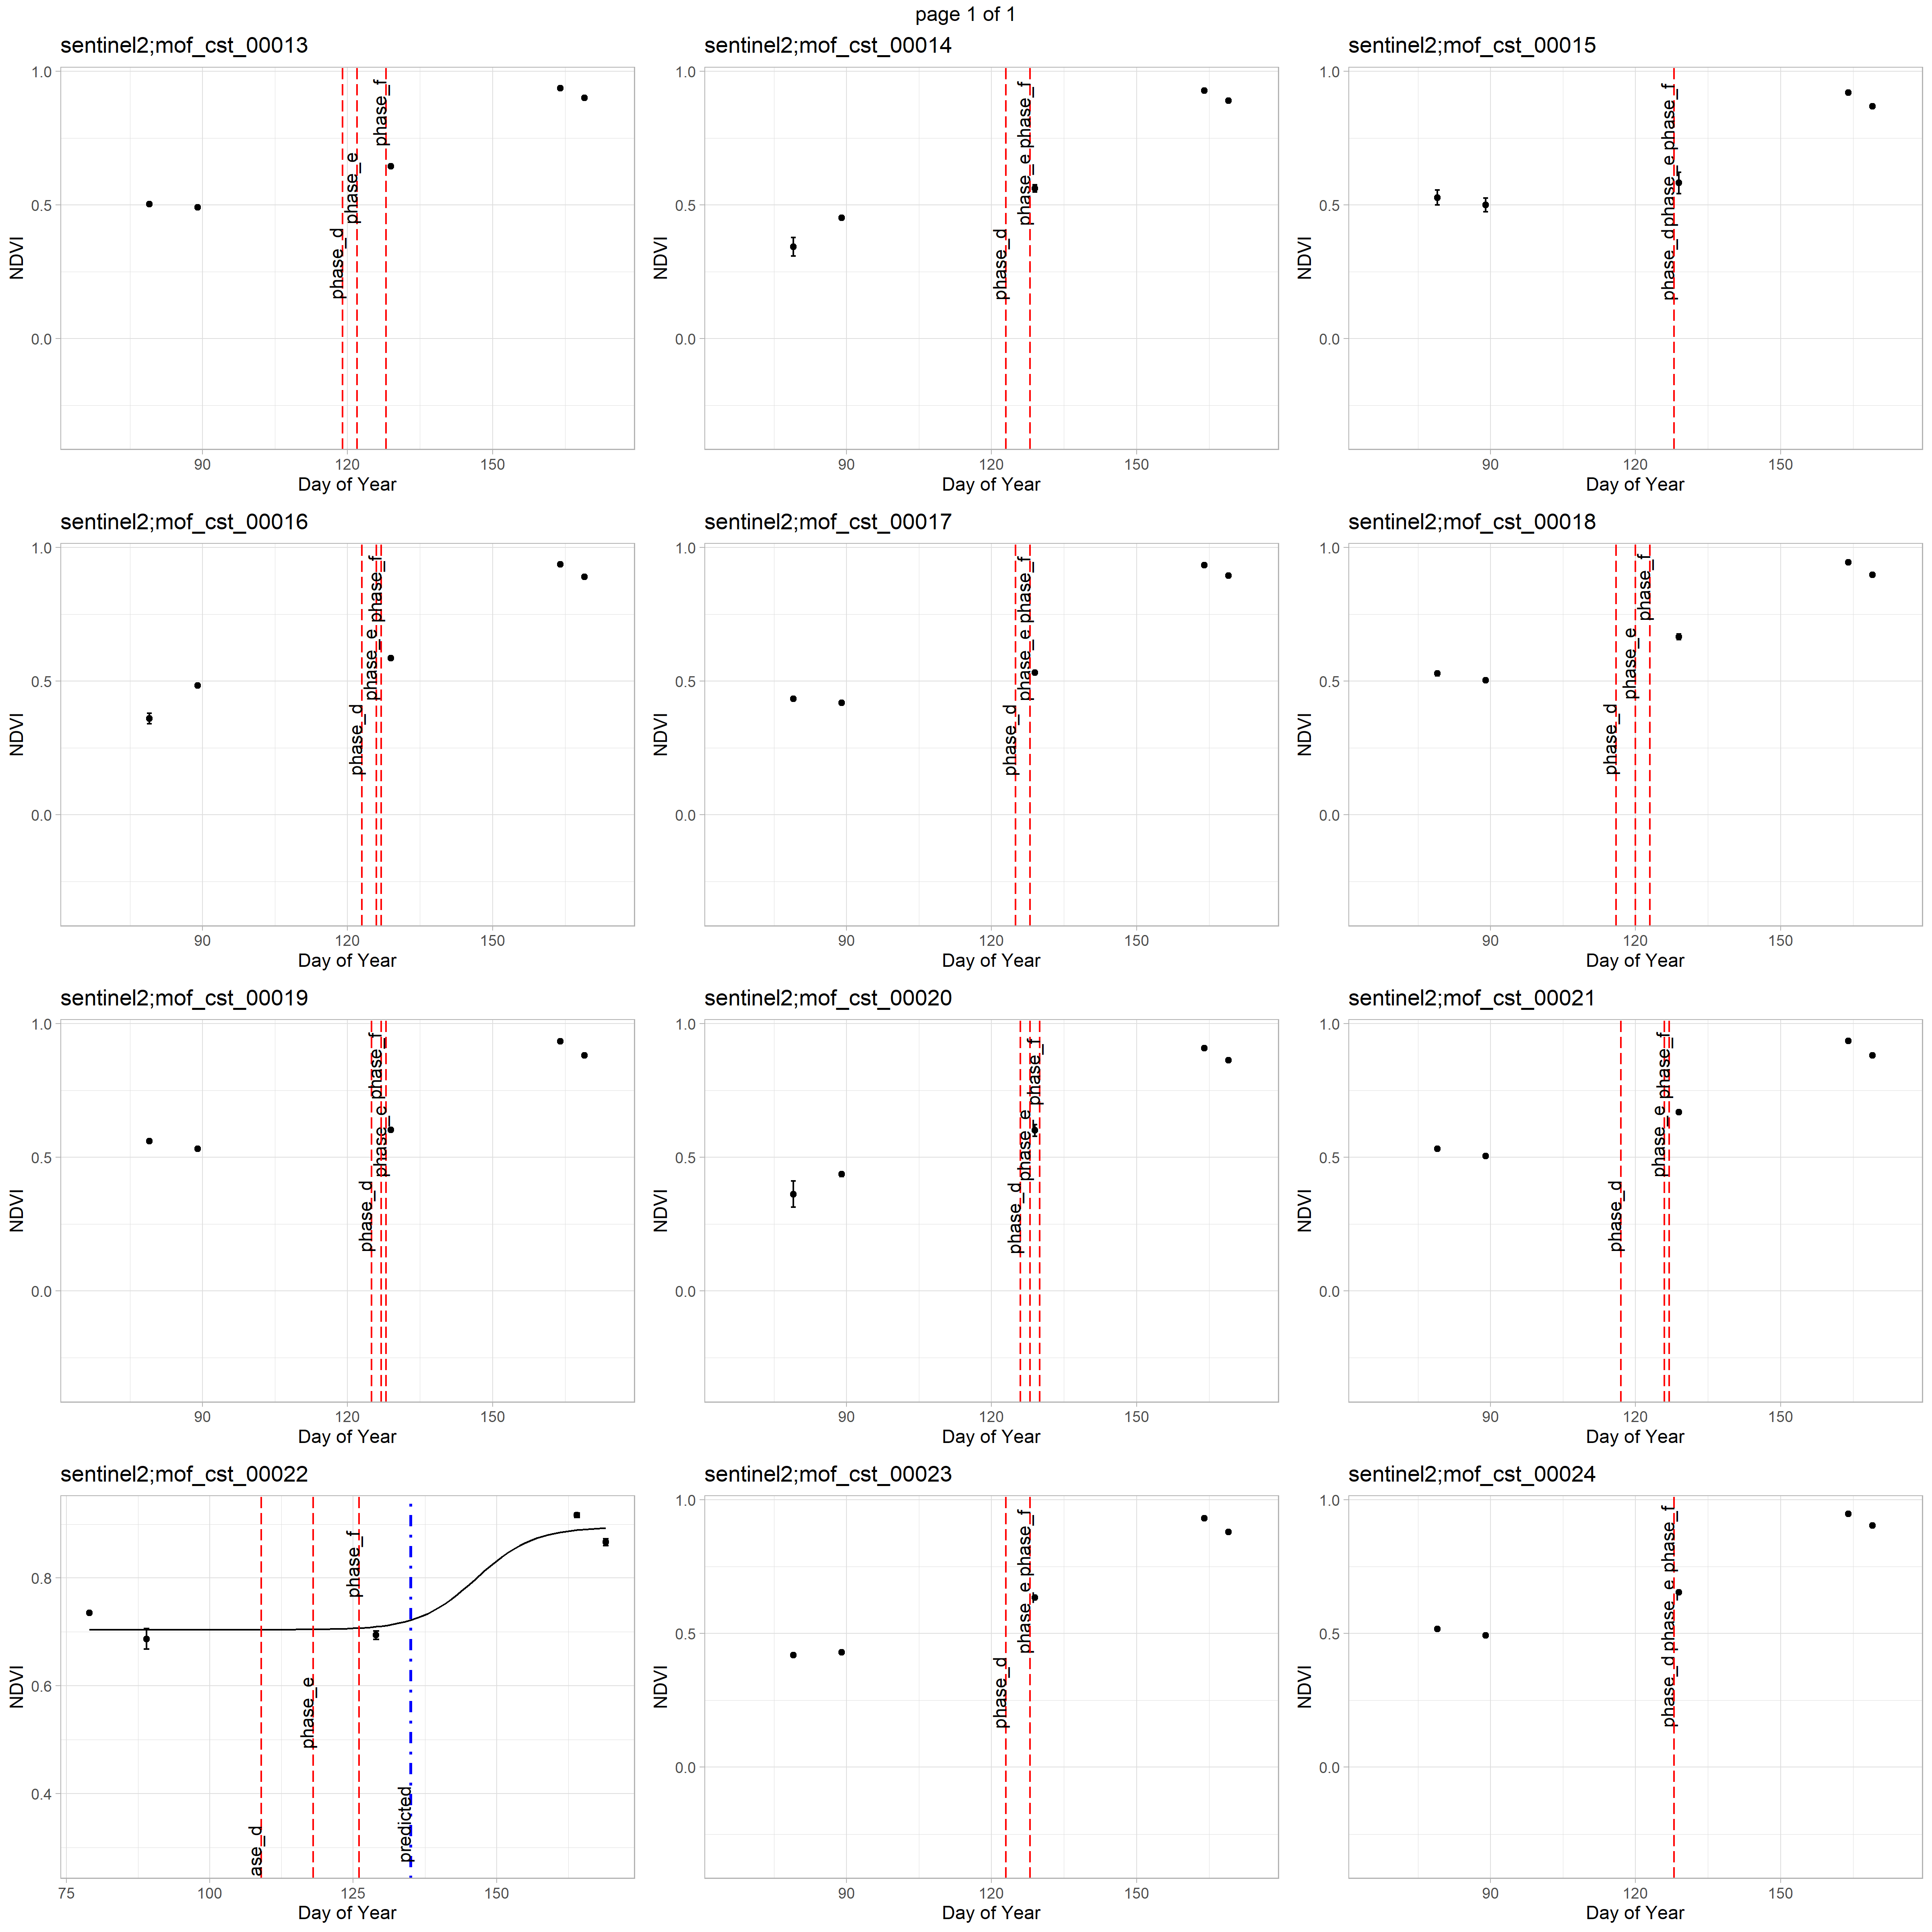 page 1 of 1
sentinel2;mof_cst_00013
sentinel2;mof_cst_00014
sentinel2;mof_cst_00015
NDVI
1.0
0.5
0.0
phase_d
phase_e
phase_f
90
120
150
Day of Year
NDVI
1.0
0.5
0.0
phase_d
phase_e
phase_f
90
120
150
Day of Year
NDVI
1.0
0.5
0.0
phase_d
phase_e
phase_f
90
120
150
Day of Year
sentinel2;mof_cst_00016
sentinel2;mof_cst_00017
sentinel2;mof_cst_00018
NDVI
1.0
0.5
0.0
phase_d
phase_e
phase_f
90
120
150
Day of Year
NDVI
1.0
0.5
0.0
phase_d
phase_e
phase_f
90
120
150
Day of Year
NDVI
1.0
0.5
0.0
phase_d
phase_e
phase_f
90
120
150
Day of Year
sentinel2;mof_cst_00019
sentinel2;mof_cst_00020
sentinel2;mof_cst_00021
NDVI
1.0
0.5
0.0
phase_d
phase_e
phase_f
90
120
150
Day of Year
NDVI
1.0
0.5
0.0
phase_d
phase_e
phase_f
90
120
150
Day of Year
NDVI
1.0
0.5
0.0
phase_d
phase_e
phase_f
90
120
150
Day of Year
sentinel2;mof_cst_00022
sentinel2;mof_cst_00023
sentinel2;mof_cst_00024
NDVI
0.8
0.6
0.4
ase_d
phase_e
phase_f
predicted
75
100
125
150
Day of Year
NDVI
1.0
0.5
0.0
phase_d
phase_e
phase_f
90
120
150
Day of Year
NDVI
1.0
0.5
0.0
phase_d
phase_e
phase_f
90
120
150
Day of Year